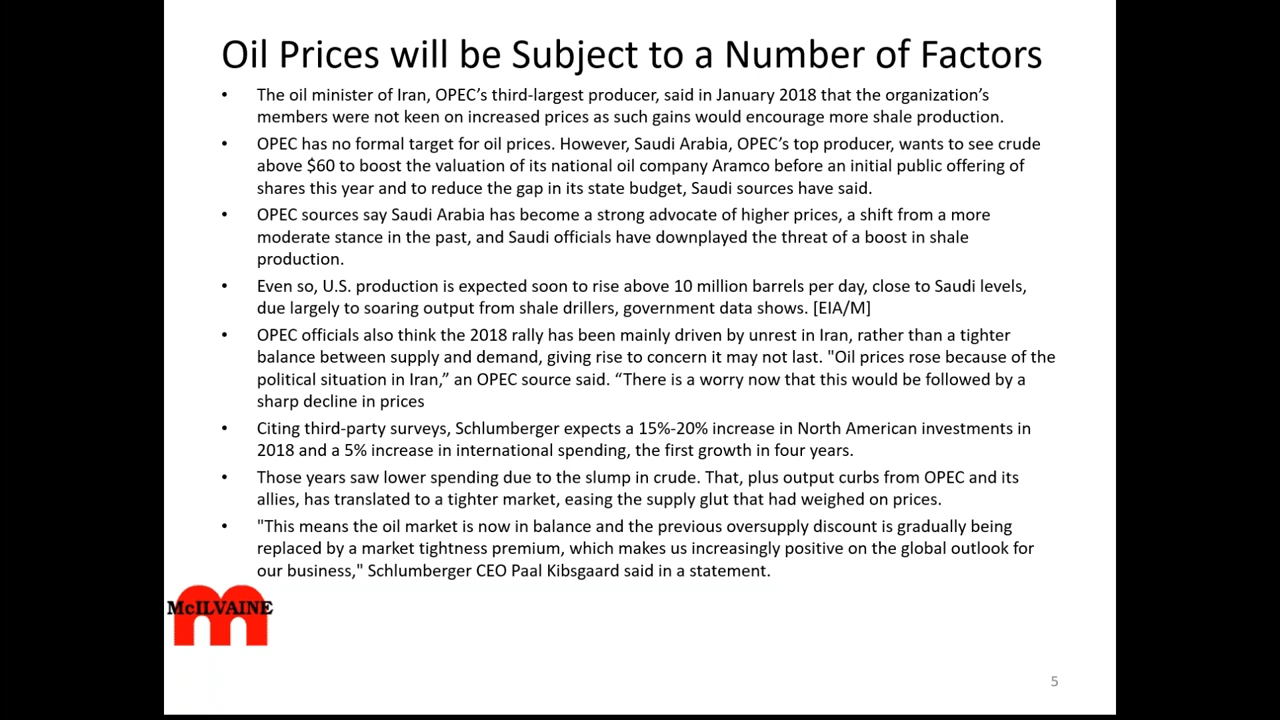 Oil Prices will be Subject to a Number of Factors
• The oil minister of Iran, OPEC’s third-largest producer, said in January 2018 that the organization’s
members were not keen on increased prices as such gains would encourage more shale production.
• OPEC has no formal target for oil prices. However, Saudi Arabia, OPEC’s top producer, wants to see crude
above $60 to boost the valuation of its national oil company Aramco before an initial public offering of
shares this year and to reduce the gap in its state budget, Saudi sources have said.
• OPEC sources say Saudi Arabia has become a strong advocate of higher prices, a shift from a more
moderate stance in the past, and Saudi officials have downplayed the threat of a boost in shale
production.
• Even so, U.S. production is expected soon to rise above 10 million barrels per day, close to Saudi levels,
due largely to soaring output from shale drillers, government data shows. [EIA/M]
• OPEC officials also think the 2018 rally has been mainly driven by unrest in Iran, rather than a tighter
balance between supply and demand, giving rise to concern it may not last. "Oil prices rose because of the
political situation in Iran,” an OPEC source said. “There is a worry now that this would be followed by a
sharp decline in prices
• Citing third-party surveys, Schlumberger expects a 15%-20% increase in North American investments in
2018 and a 5% increase in international spending, the first growth in four years.
• Those years saw lower spending due to the slump in crude. That, plus output curbs from OPEC and its
allies, has translated to a tighter market, easing the supply glut that had weighed on prices.
• "This means the oil market is now in balance and the previous oversupply discount is gradually being
replaced by a market tightness premium, which makes us increasingly positive on the global outlook for
our business," Schlumberger CEO Paal Kibsgaard said in a statement.
McILVAINE
5